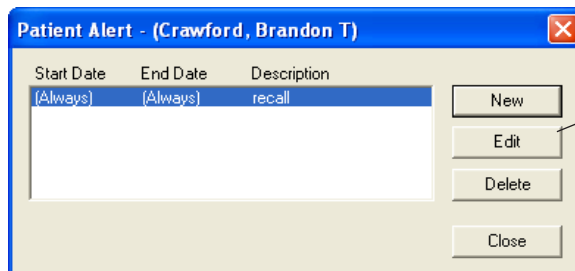 Patient Alert - (Crawford, Brandon T)
Start Date End Date Description
(Always) (Always) recall
New
Edit
Delete
Close